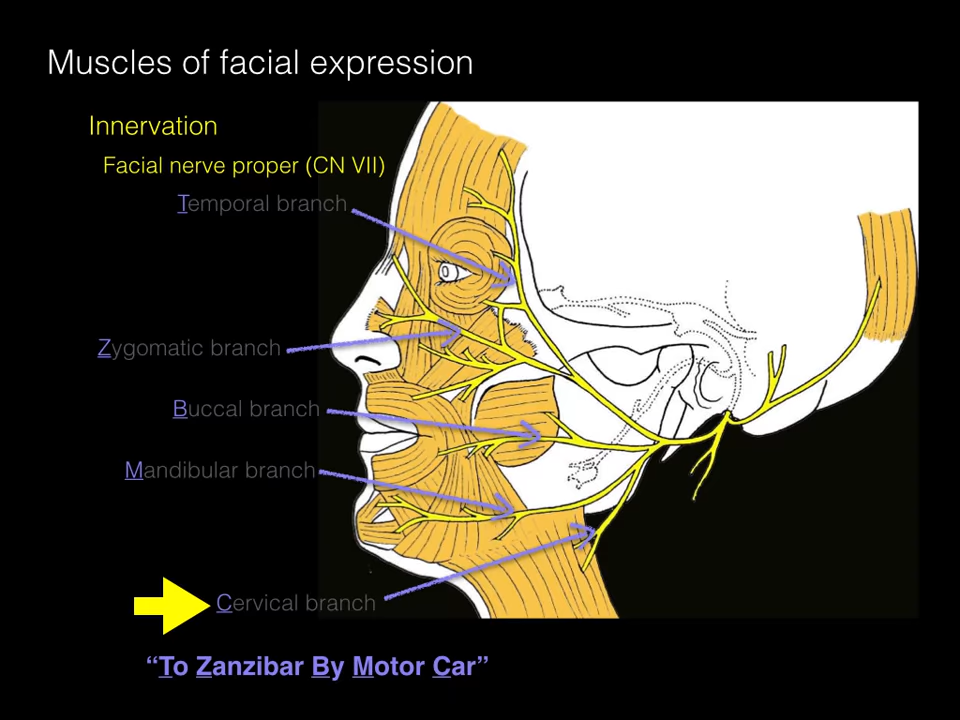 Muscles of facial expression
Innervation
Facial nerve proper (CN VII)
Temporal branch
Zygomatic branch
Buccal branch
Mandibular branch
Cervical branch
“To Zanzibar By Motor Car”